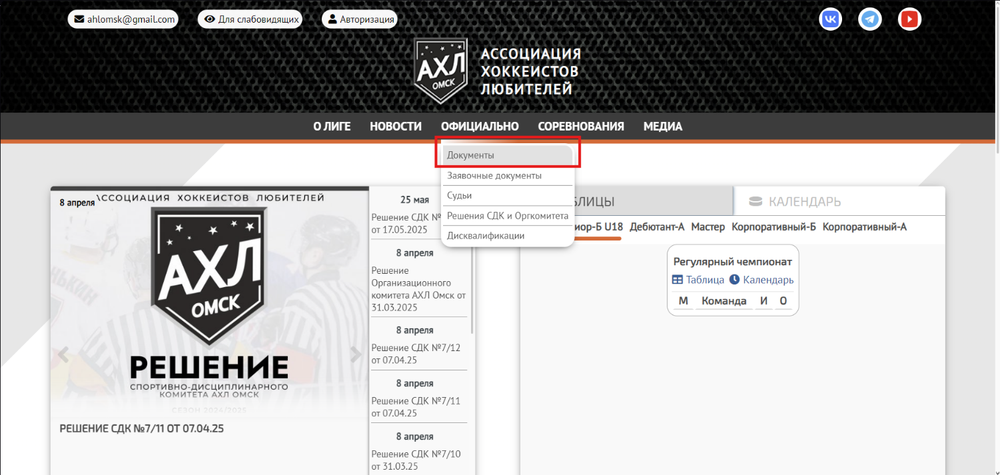 ahlomsk@gmail.com
Для слабовидящих
Авторизация
АХЛ
ОМСК
АССОЦИАЦИЯ
ХОККЕИСТОВ
ЛЮБИТЕЛЕЙ
О ЛИГЕ
НОВОСТИ
ОФИЦИАЛЬНО
СОРЕВНОВАНИЯ
МЕДИА
Документы
Заявочные документы
Судьи
Решения СДК и Оргкомитета
Дисквалификации
8 апреля
АССОЦИАЦИЯ ХОККЕИСТОВ ЛЮБИТЕЛЕЙ
АХЛ
ОМСК
РЕШЕНИЕ
СПОРТИВНО-ДИСЦИПЛИНАРНОГО
КОМИТЕТА АХЛ ОМСК
СЕЗОН 2024/2025
РЕШЕНИЕ СДК №7/11 ОТ 07.04.25
25 мая
Решение СДК №
от 17.05.2025
8 апреля
Решение
Организационного
комитета АХЛ Омск от
31.03.2025
8 апреля
Решение СДК №7/12
от 07.04.25
8 апреля
Решение СДК №7/11
от 07.04.25
8 апреля
Решение СДК №7/10
от 31.03.25
БЛИЦЫ
КАЛЕНДАРЬ
иор-Б U18 Дебютант-А Мастер Корпоративный-Б Корпоративный-А
Регулярный чемпионат
Таблица Календарь
М Команда И О